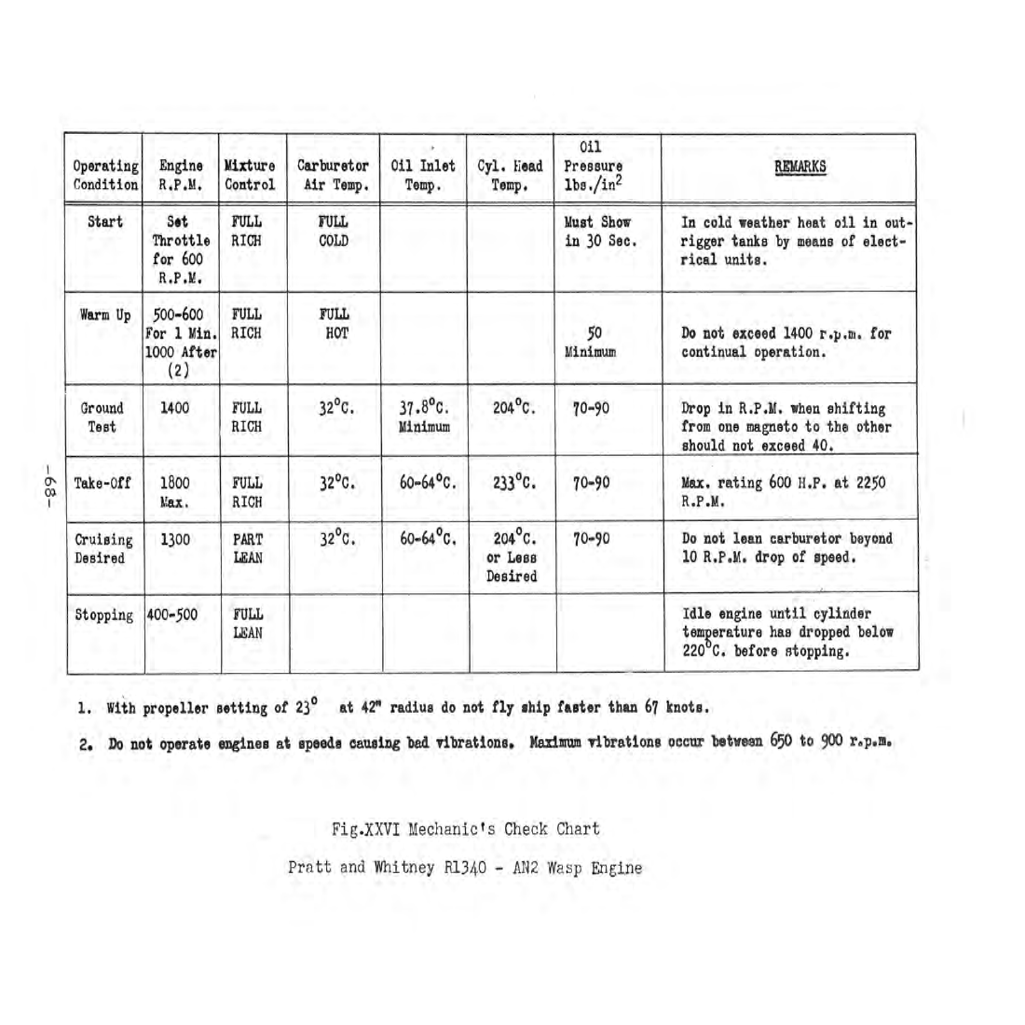 Operating Condition | Engine R.P.M. | Mixture Control | Carburetor Air Temp. | Oil Inlet Temp. | Cyl. Head Temp. | Oil Pressure lbs./in2 | REMARKS
Start | Set Throttle for 600 R.P.M. | FULL RICH | FULL COLD | | | Must Show in 30 Sec. | In cold weather heat oil in out-rigger tanks by means of elect-rical units.
Warm Up | 500-600 For 1 Min. 1000 After (2) | FULL RICH | FULL HOT | | | 50 Minimum | Do not exceed 1400 r.p.m. for continual operation.
Ground Test | 1400 | FULL RICH | 32°C. | 37.8°C. Minimum | 204°C. | 70-90 | Drop in R.P.M. when shifting from one magneto to the other should not exceed 40.
Take-Off | 1800 Max. | FULL RICH | 32°C. | 60-64°C. | 233°C. | 70-90 | Max. rating 600 H.P. at 2250 R.P.M.
Cruising Desired | 1300 | PART LEAN | 32°C. | 60-64°C. | 204°C. or Less Desired | 70-90 | Do not lean carburetor beyond 10 R.P.M. drop of speed.
Stopping | 400-500 | FULL LEAN | | | | | Idle engine until cylinder temperature has dropped below 220°C. before stopping.
-68-
1. With propeller setting of 23° at 42" radius do not fly ship faster than 67 knots.
2. Do not operate engines at speeds causing bad vibrations. Maximum vibrations occur between 650 to 900 r.p.m.
Fig.XXVI Mechanic's Check Chart
Pratt and Whitney R1340 - AN2 Wasp Engine